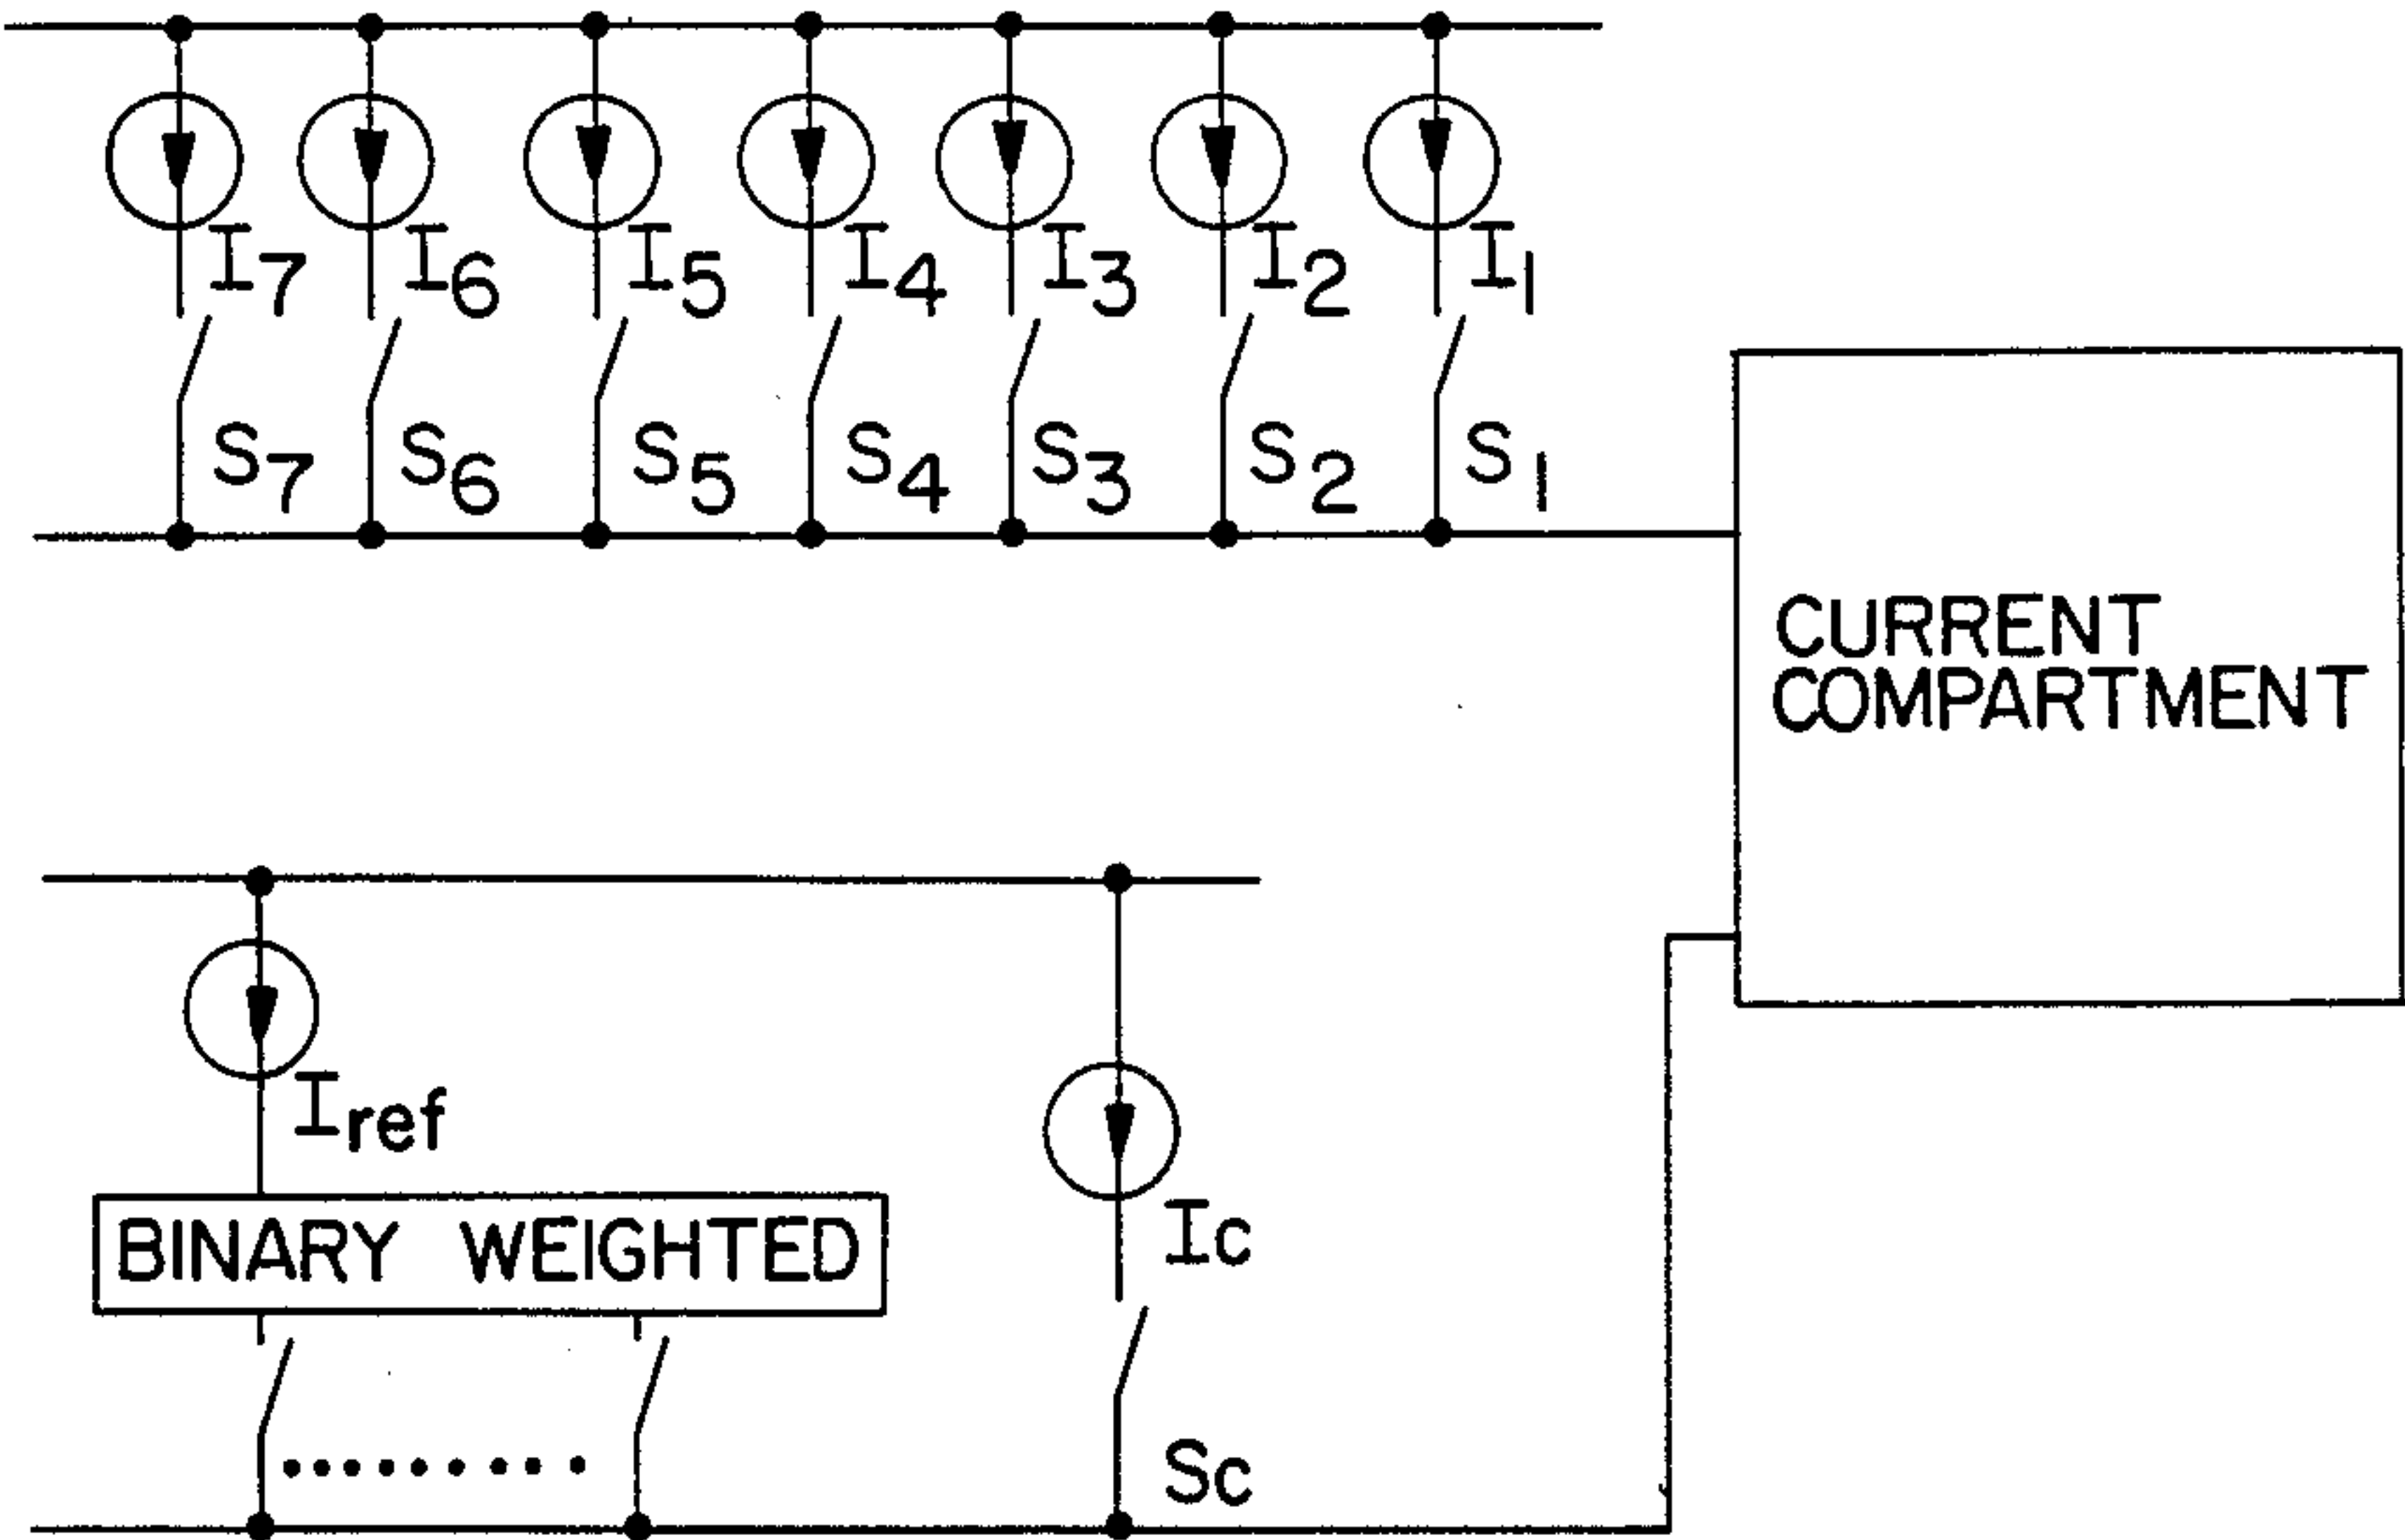 I7 I6 I5 I4 I3 I2 I1
S7 S6 S5 S4 S3 S2 S1
CURRENT
COMPARTMENT
Iref
BINARY WEIGHTED
Ic
Sc